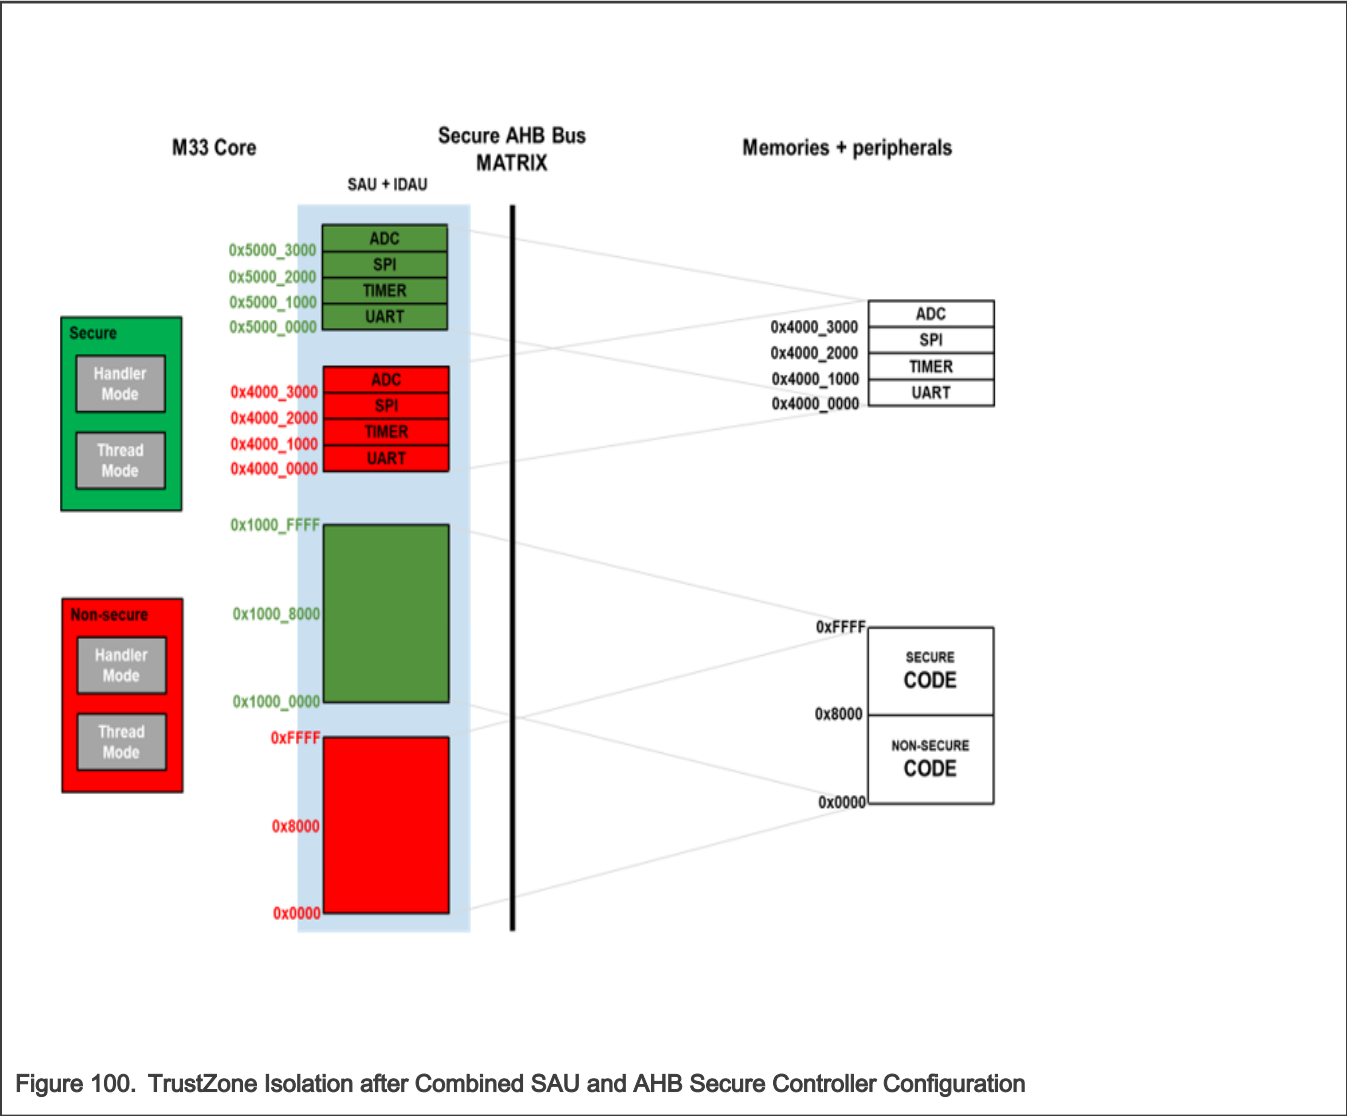 M33 Core
Secure AHB Bus
MATRIX
Memories + peripherals
SAU + IDAU
ADC
0x5000_3000
SPI
0x5000_2000
TIMER
0x5000_1000
UART
0x5000_0000
ADC
0x4000_3000
SPI
0x4000_2000
TIMER
0x4000_1000
UART
0x4000_0000
Secure
Handler
Mode
Thread
Mode
ADC
0x4000_3000
SPI
0x4000_2000
TIMER
0x4000_1000
UART
0x4000_0000
0x1000_FFFF
0x1000_8000
0x1000_0000
Non-secure
Handler
Mode
Thread
Mode
0xFFFF
0x8000
0x0000
0xFFFF
SECURE
CODE
0x8000
NON-SECURE
CODE
0x0000
Figure 100. TrustZone Isolation after Combined SAU and AHB Secure Controller Configuration